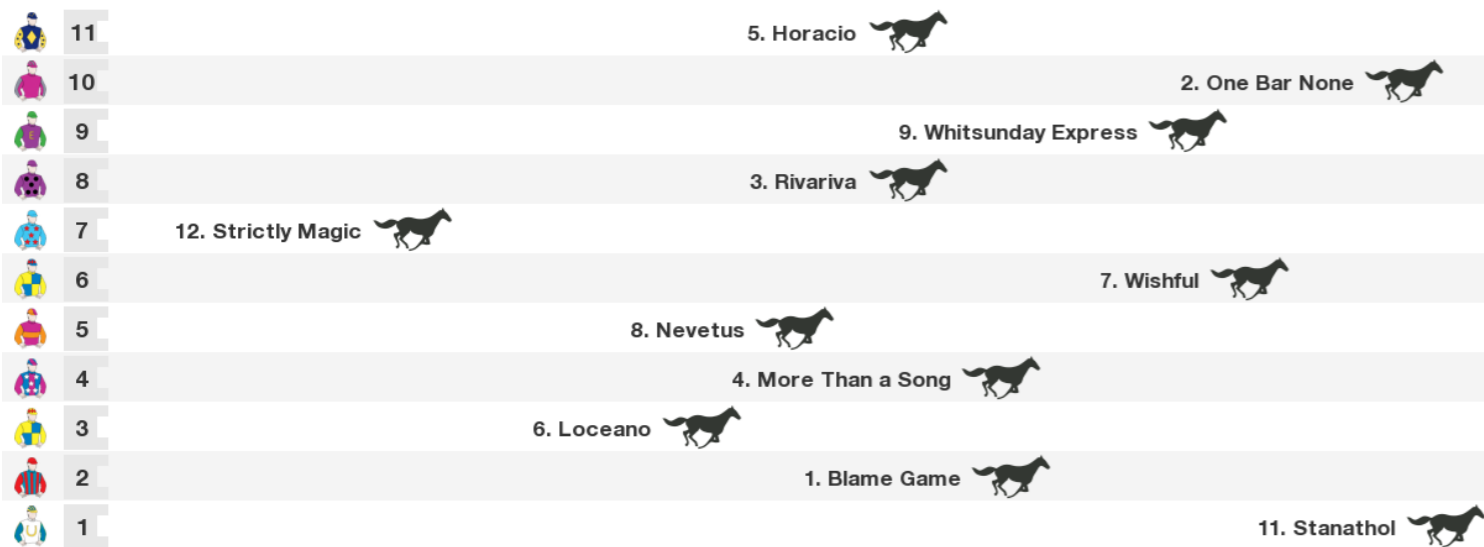 11 5. Horacio
10 2. One Bar None
9 E 9. Whitsunday Express
8 3. Rivariva
7 12. Strictly Magic
6 7. Wishful
5 8. Nevetus
4 4. More Than a Song
3 6. Loceano
2 1. Blame Game
1 11. Stanathol